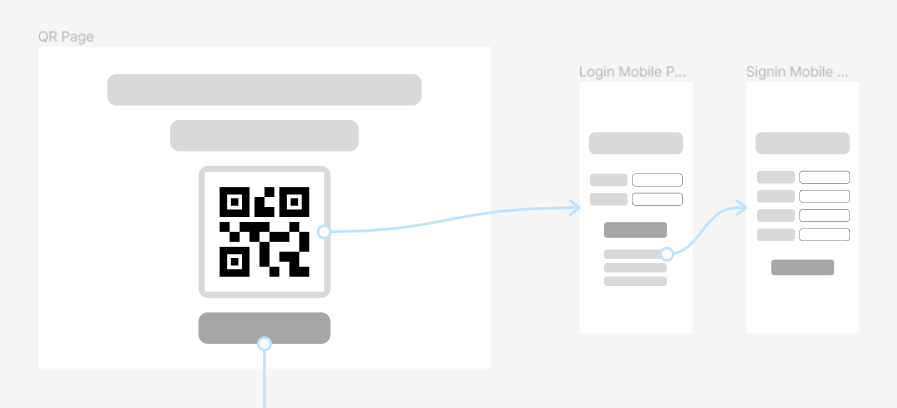 QR Page
Login Mobile P...
Signin Mobile ...